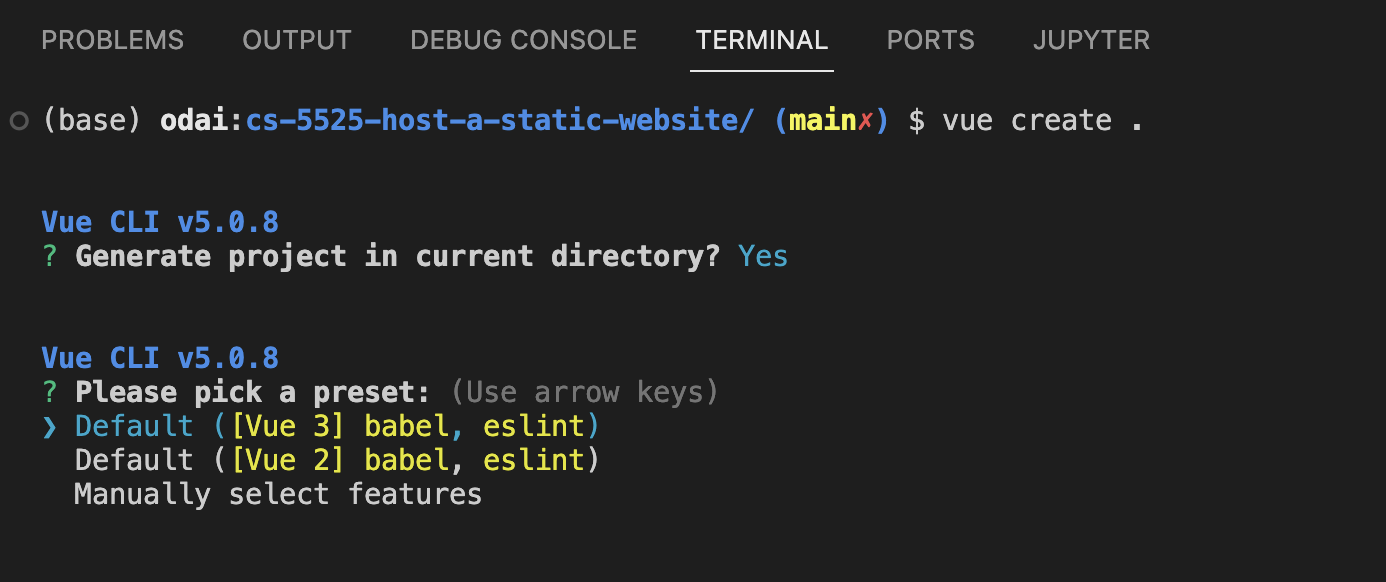 PROBLEMS OUTPUT DEBUG CONSOLE TERMINAL PORTS JUPYTER
(base) odai:cs-5525-host-a-static-website/ (main✗) $ vue create .
Vue CLI v5.0.8
? Generate project in current directory? Yes
Vue CLI v5.0.8
? Please pick a preset: (Use arrow keys)
❯ Default ([Vue 3] babel, eslint)
Default ([Vue 2] babel, eslint)
Manually select features